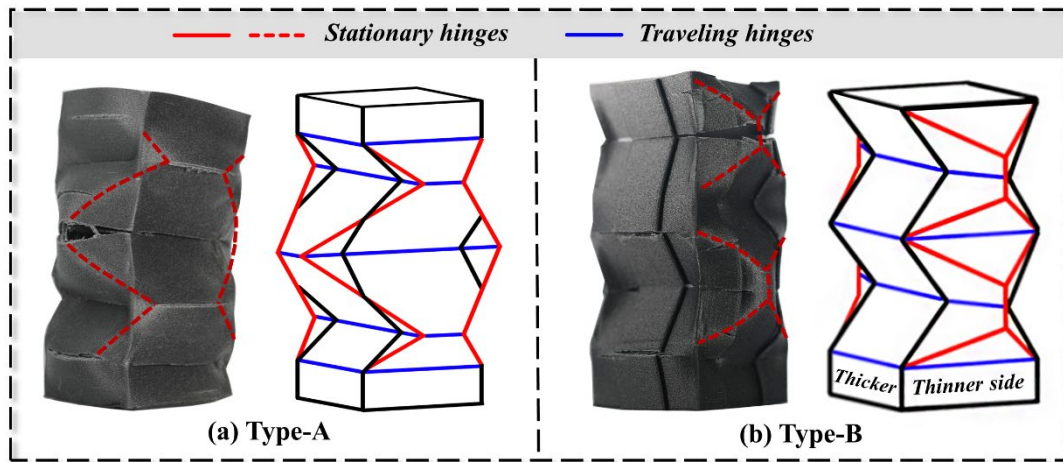 Stationary hinges
Traveling hinges
Thicker
Thinner side
(a) Type-A
(b) Type-B